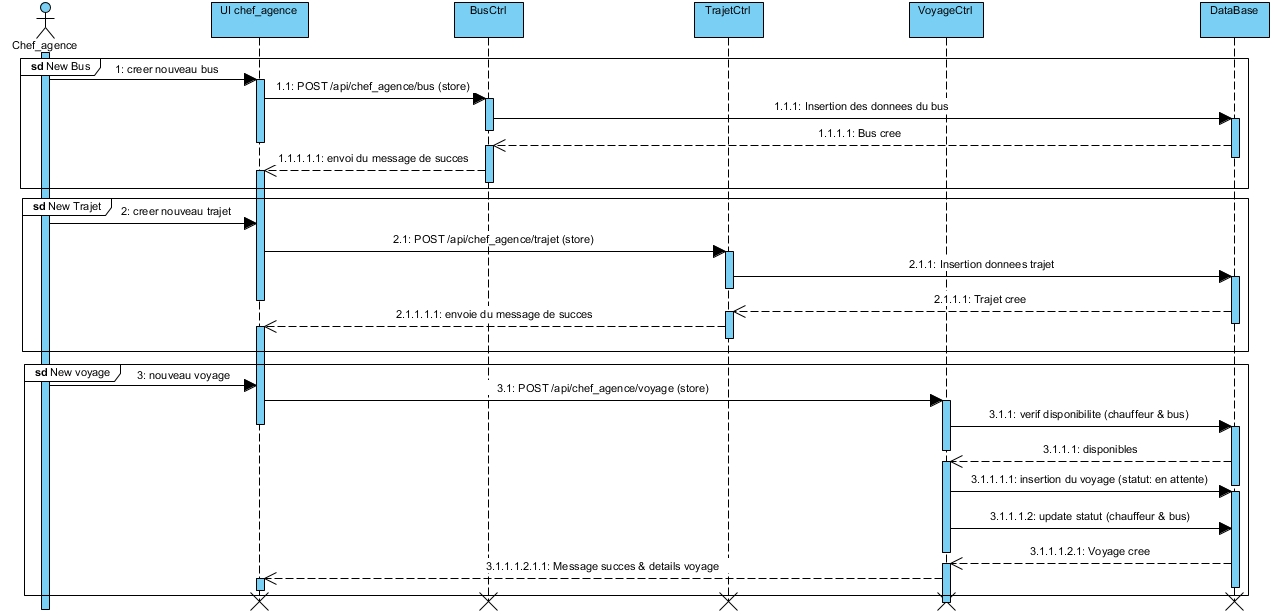 UI chef_agence
BusCtrl
TrajetCtrl
VoyageCtrl
DataBase
Chef_agence
sd New Bus
1: creer nouveau bus
1.1: POST /api/chef_agence/bus (store)
1.1.1: Insertion des donnees du bus
1.1.1.1: Bus cree
1.1.1.1.1: envoi du message de succes
sd New Trajet
2: creer nouveau trajet
2.1: POST /api/chef_agence/trajet (store)
2.1.1: Insertion donnees trajet
2.1.1.1: Trajet cree
2.1.1.1.1: envoie du message de succes
sd New voyage
3: nouveau voyage
3.1: POST /api/chef_agence/voyage (store)
3.1.1: verif disponibilite (chauffeur & bus)
3.1.1.1: disponibles
3.1.1.1.1: insertion du voyage (statut: en attente)
3.1.1.1.2: update statut (chauffeur & bus)
3.1.1.1.2.1: Voyage cree
3.1.1.1.2.1.1: Message succes & details voyage